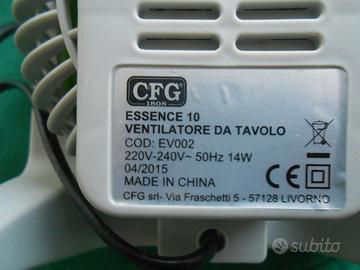 CFG
1808
ESSENCE 10
VENTILATORE DA TAVOLO
COD: EV002
220V-240V~ 50Hz 14W
04/2015
MADE IN CHINA
CE
CFG srl- Via Fraschetti 5 - 57128 LIVORNO
subito